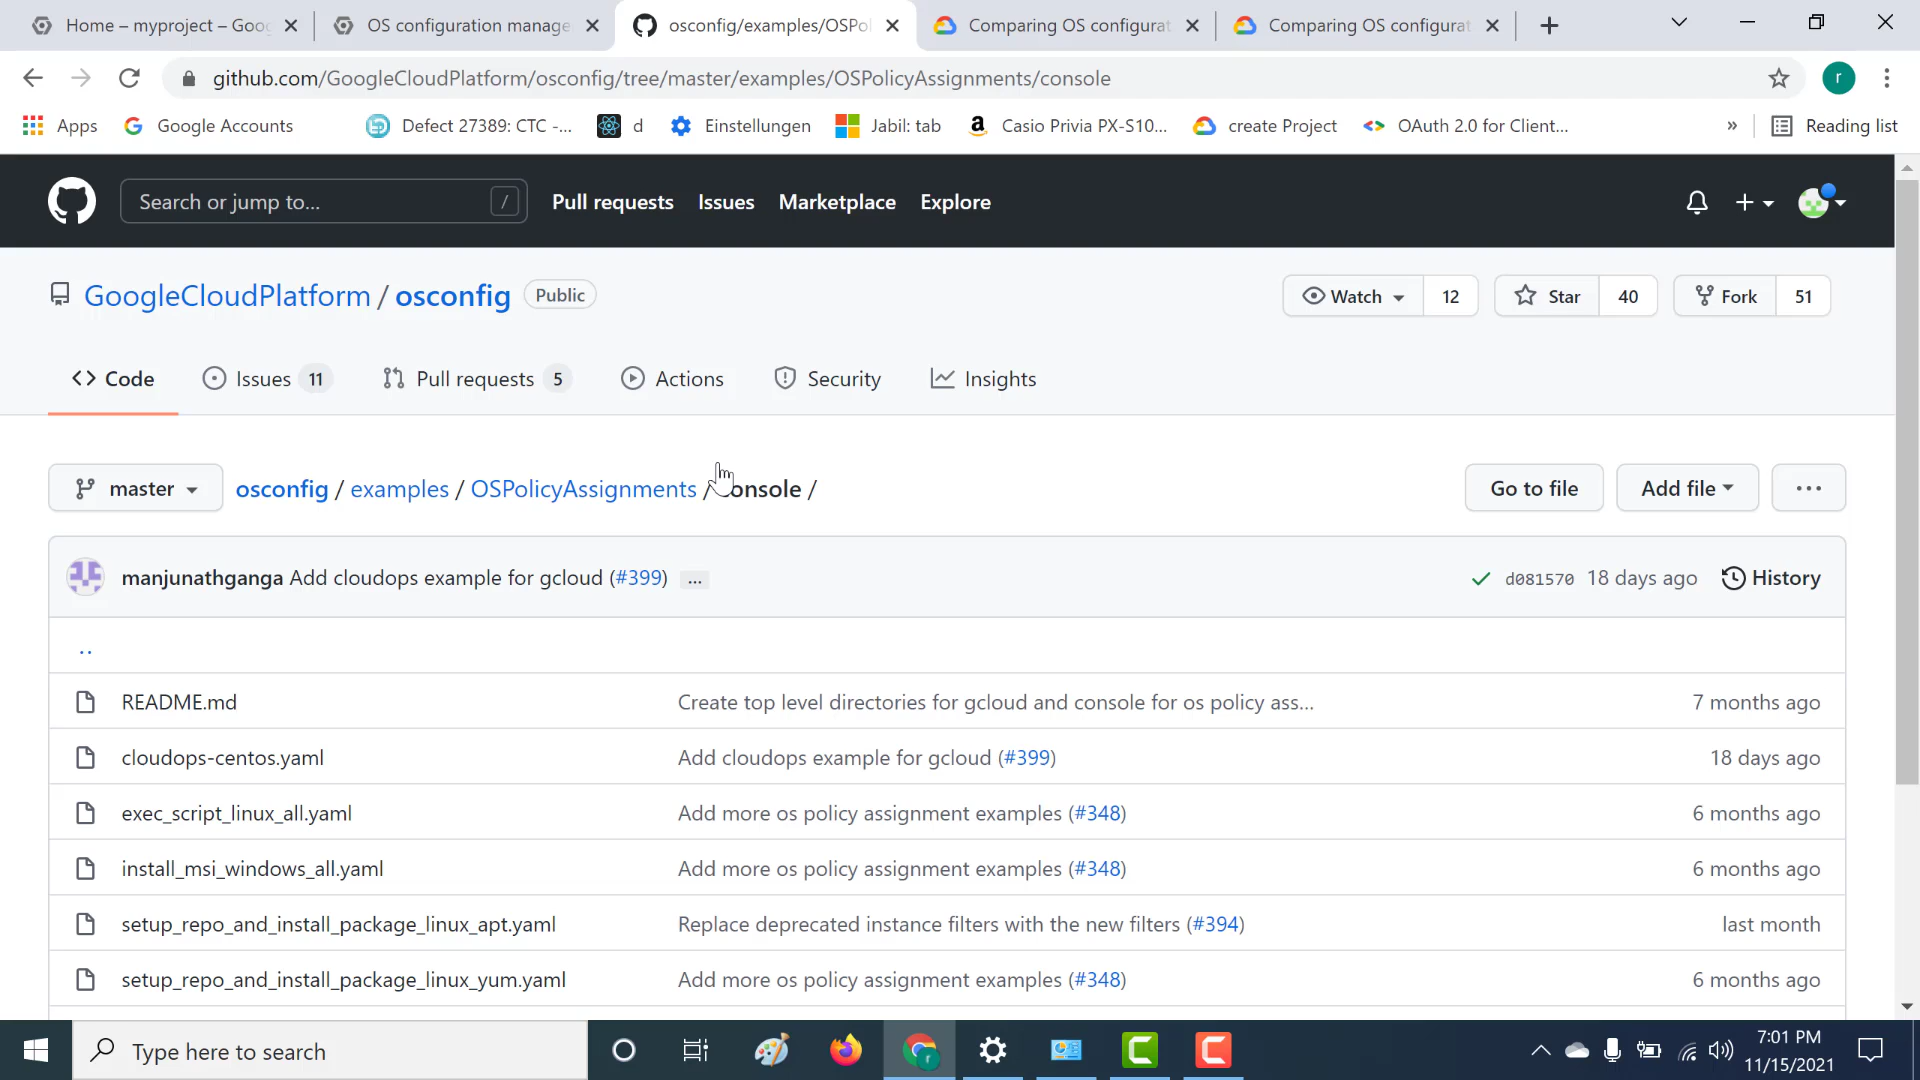 Home – myproject – Goog
OS configuration manage
osconfig/examples/OSPol
Comparing OS configurat
Comparing OS configurat
github.com/GoogleCloudPlatform/osconfig/tree/master/examples/OSPolicyAssignments/console
r
Apps
Google Accounts
Defect 27389: CTC -...
d
Einstellungen
Jabil: tab
Casio Privia PX-S10...
create Project
OAuth 2.0 for Client...
»
Reading list
Search or jump to...
/
Pull requests
Issues
Marketplace
Explore
GoogleCloudPlatform / osconfig
Public
Watch
12
Star
40
Fork
51
Code
Issues
11
Pull requests
5
Actions
Security
Insights
master
osconfig / examples / OSPolicyAssignments / console /
Go to file
Add file
...
manjunathganga Add cloudops example for gcloud (#399)
...
d081570
18 days ago
History
..
README.md
Create top level directories for gcloud and console for os policy ass...
7 months ago
cloudops-centos.yaml
Add cloudops example for gcloud (#399)
18 days ago
exec_script_linux_all.yaml
Add more os policy assignment examples (#348)
6 months ago
install_msi_windows_all.yaml
Add more os policy assignment examples (#348)
6 months ago
setup_repo_and_install_package_linux_apt.yaml
Replace deprecated instance filters with the new filters (#394)
last month
setup_repo_and_install_package_linux_yum.yaml
Add more os policy assignment examples (#348)
6 months ago
Type here to search
r
7:01 PM
11/15/2021